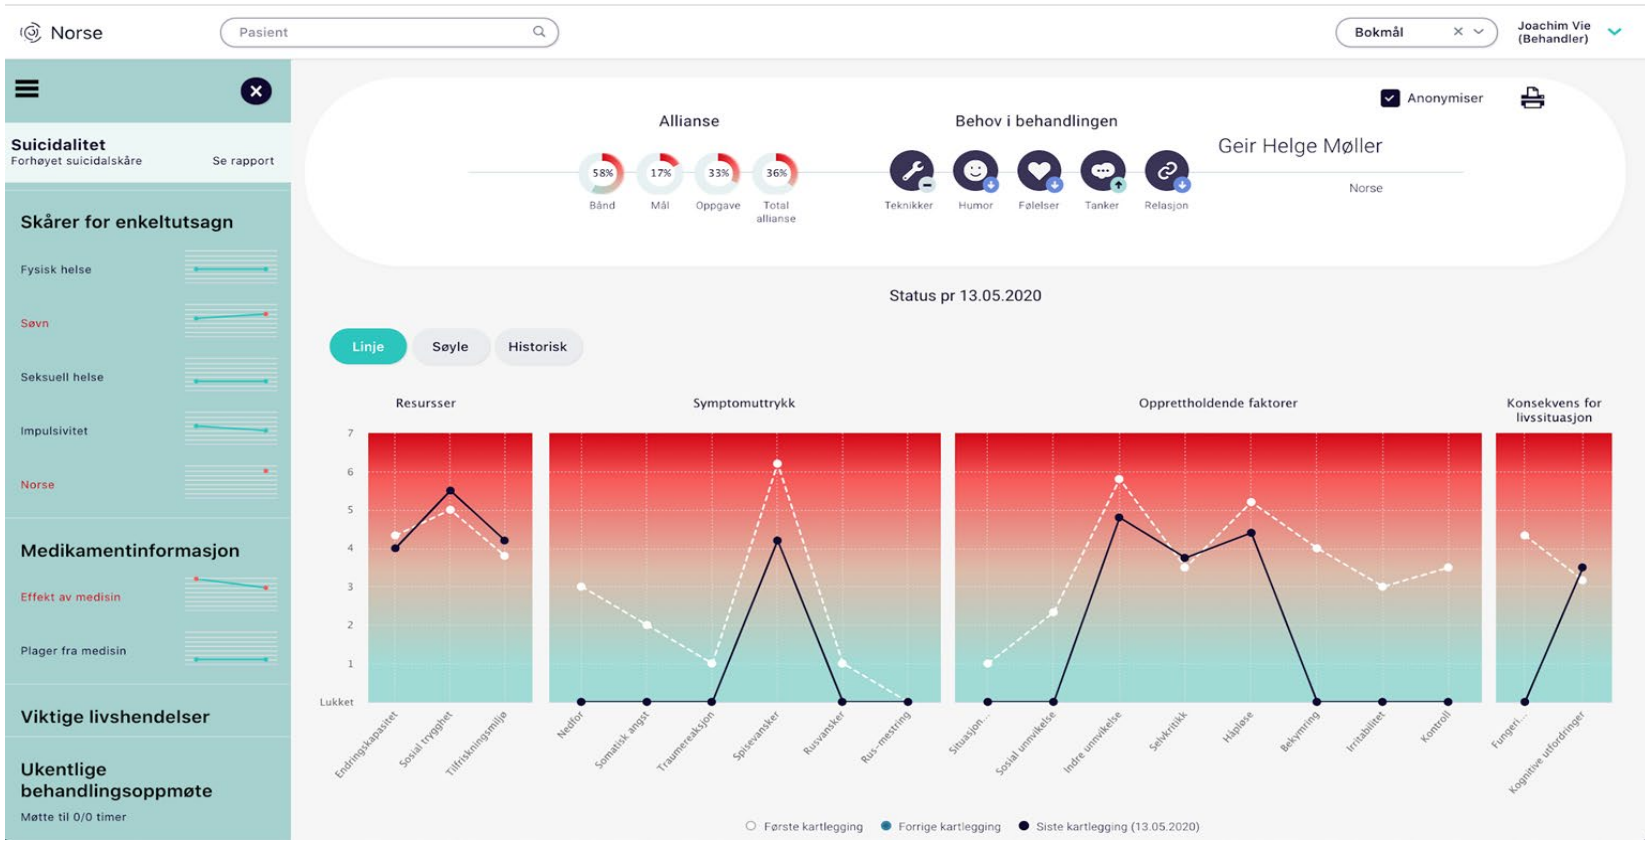 Norse
Pasient
Bokmål
Joachim Vie
(Behandler)
Suicidalitet
Forhøyet suicidalskåre
Se rapport
Skårer for enkeltutsagn
Fysisk helse
Søvn
Seksuell helse
Impulsivitet
Norse
Medikamentinformasjon
Effekt av medisin
Plager fra medisin
Viktige livshendelser
Ukentlige
behandlingsoppmøte
Møtte til 0/0 timer
Anonymiser
Allianse
58%
17%
33%
36%
Bånd
Mål
Oppgave
Total
allianse
Behov i behandlingen
Teknikker
Humor
Følelser
Tanker
Relasjon
Geir Helge Møller
Norse
Status pr 13.05.2020
Linje
Søyle
Historisk
Resursser
Symptomuttrykk
Opprettholdende faktorer
Konsekvens for
livssituasjon
7
6
5
4
3
2
1
Lukket
Endringskapasitet
Sosial trygghet
Tilfriskningsmiljø
Nedfor
Somatisk angst
Traumereaksjon
Spisevansker
Rusvansker
Rus-mestring
Situasjon...
Sosial unnvikelse
Indre unnvikelse
Selvkritikk
Håpløse
Bekymring
Irritabilitet
Kontroll
Fungeri...
Kognitive utfordringer
Første kartlegging
Forrige kartlegging
Siste kartlegging (13.05.2020)